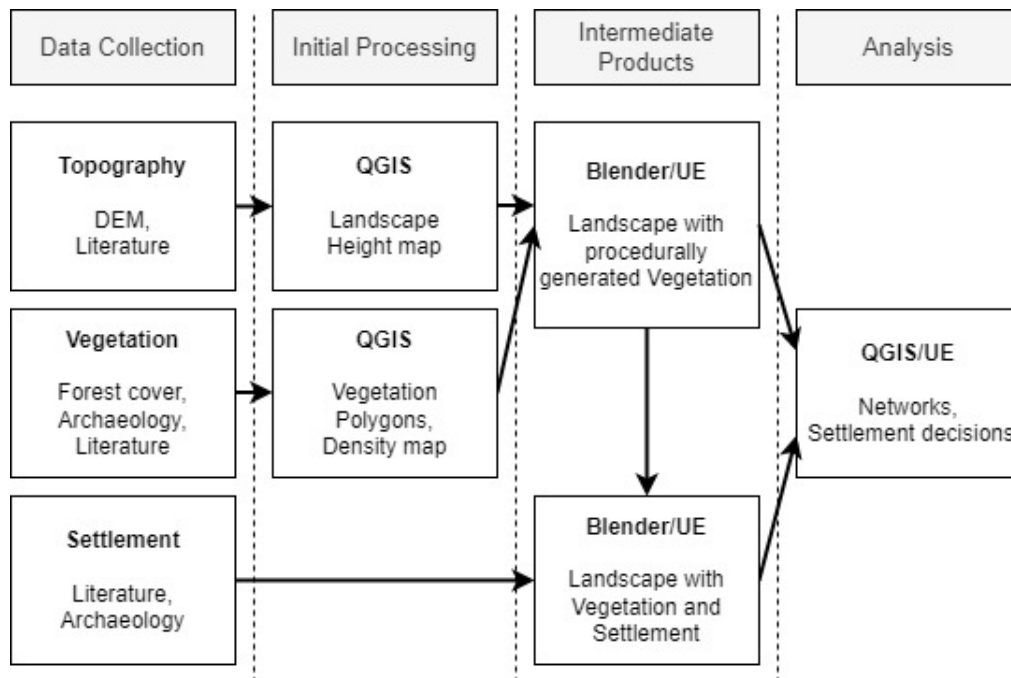 Data Collection
Initial Processing
Intermediate
Products
Analysis
Topography
DEM,
Literature
QGIS
Landscape
Height map
Blender/UE
Landscape with
procedurally
generated Vegetation
Vegetation
Forest cover,
Archaeology,
Literature
QGIS
Vegetation
Polygons,
Density map
QGIS/UE
Networks,
Settlement decisions
Settlement
Literature,
Archaeology
Blender/UE
Landscape with
Vegetation and
Settlement